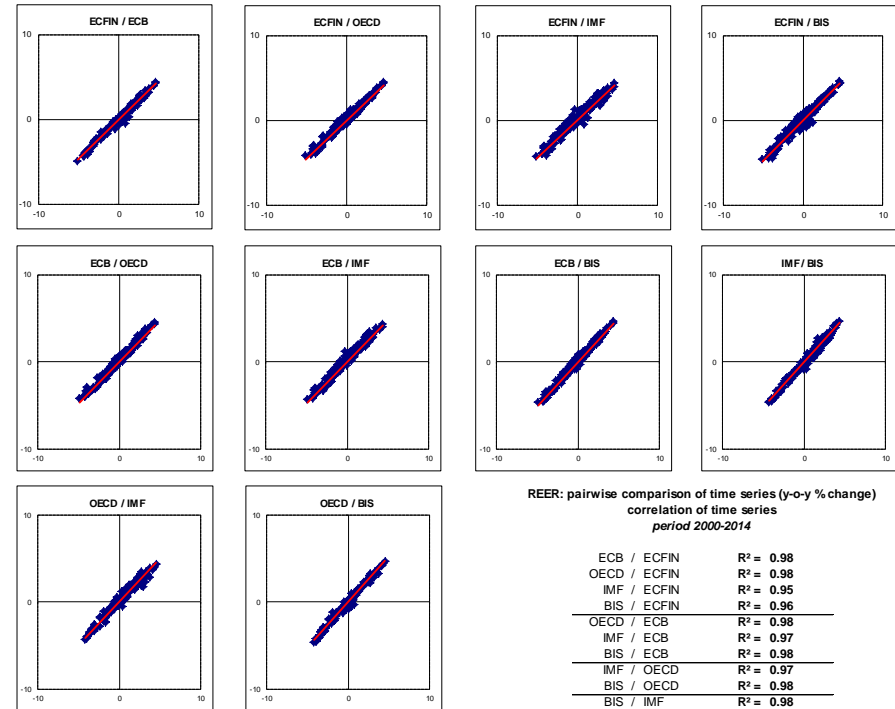 ECFIN / ECB
10
0
-10
-10
0
10
ECFIN / OECD
10
0
-10
-10
0
10
ECFIN / IMF
10
0
-10
-10
0
10
ECFIN / BIS
10
0
-10
-10
0
10
ECB / OECD
10
0
-10
-10
0
10
ECB / IMF
10
0
-10
-10
0
10
ECB / BIS
10
0
-10
-10
0
10
IMF / BIS
10
0
-10
-10
0
10
OECD / IMF
10
0
-10
-10
0
10
OECD / BIS
10
0
-10
-10
0
10
REER: pairwise comparison of time series (y-o-y % change)
correlation of time series
period 2000-2014
ECB / ECFIN R² = 0.98
OECD / ECFIN R² = 0.98
IMF / ECFIN R² = 0.95
BIS / ECFIN R² = 0.96
OECD / ECB R² = 0.98
IMF / ECB R² = 0.97
BIS / ECB R² = 0.98
IMF / OECD R² = 0.97
BIS / OECD R² = 0.98
BIS / IMF R² = 0.98